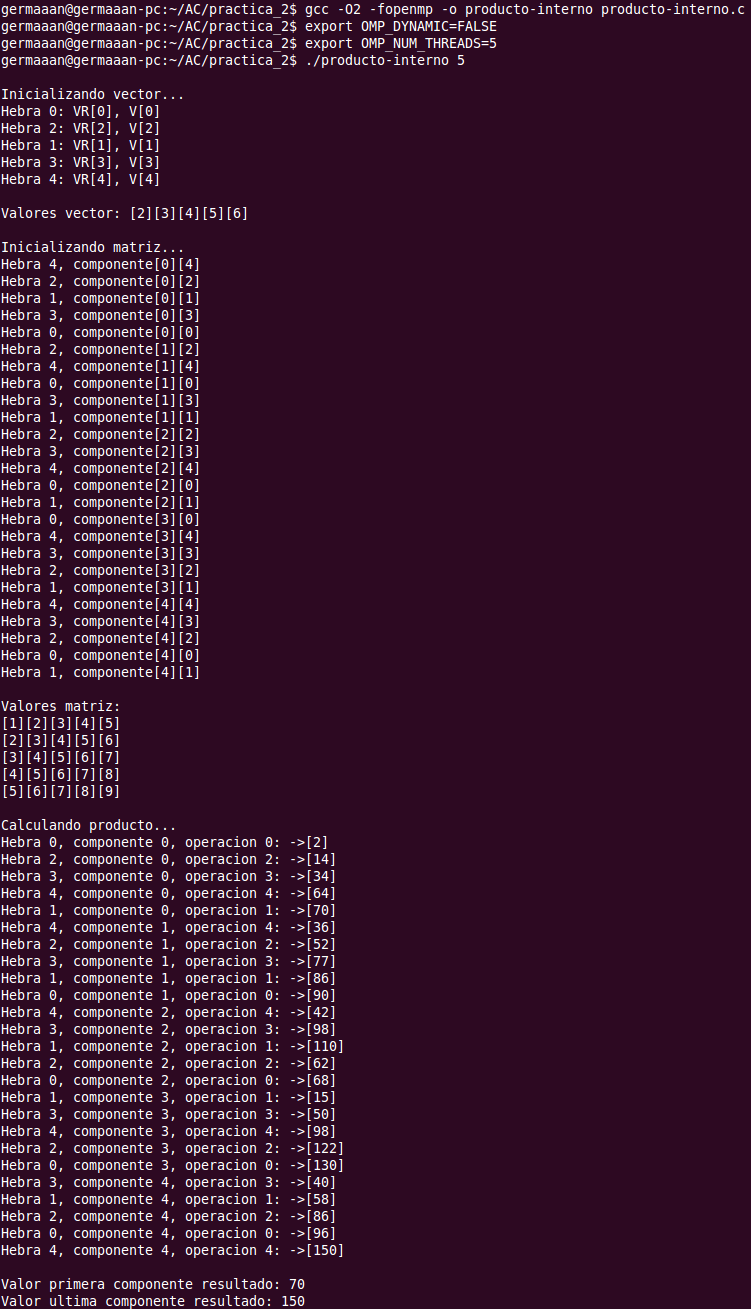 germaaan@germaaan-pc:~/AC/practica_2$ gcc -O2 -fopenmp -o producto-interno producto-interno.c
germaaan@germaaan-pc:~/AC/practica_2$ export OMP_DYNAMIC=FALSE
germaaan@germaaan-pc:~/AC/practica_2$ export OMP_NUM_THREADS=5
germaaan@germaaan-pc:~/AC/practica_2$ ./producto-interno 5
Inicializando vector...
Hebra 0: VR[0], V[0]
Hebra 2: VR[2], V[2]
Hebra 1: VR[1], V[1]
Hebra 3: VR[3], V[3]
Hebra 4: VR[4], V[4]
Valores vector: [2][3][4][5][6]
Inicializando matriz...
Hebra 4, componente[0][4]
Hebra 2, componente[0][2]
Hebra 1, componente[0][1]
Hebra 3, componente[0][3]
Hebra 0, componente[0][0]
Hebra 2, componente[1][2]
Hebra 4, componente[1][4]
Hebra 0, componente[1][0]
Hebra 3, componente[1][3]
Hebra 1, componente[1][1]
Hebra 2, componente[2][2]
Hebra 3, componente[2][3]
Hebra 4, componente[2][4]
Hebra 0, componente[2][0]
Hebra 1, componente[2][1]
Hebra 0, componente[3][0]
Hebra 4, componente[3][4]
Hebra 3, componente[3][3]
Hebra 2, componente[3][2]
Hebra 1, componente[3][1]
Hebra 4, componente[4][4]
Hebra 3, componente[4][3]
Hebra 2, componente[4][2]
Hebra 0, componente[4][0]
Hebra 1, componente[4][1]
Valores matriz:
[1][2][3][4][5]
[2][3][4][5][6]
[3][4][5][6][7]
[4][5][6][7][8]
[5][6][7][8][9]
Calculando producto...
Hebra 0, componente 0, operacion 0: ->[2]
Hebra 2, componente 0, operacion 2: ->[14]
Hebra 3, componente 0, operacion 3: ->[34]
Hebra 4, componente 0, operacion 4: ->[64]
Hebra 1, componente 0, operacion 1: ->[70]
Hebra 4, componente 1, operacion 4: ->[36]
Hebra 2, componente 1, operacion 2: ->[52]
Hebra 3, componente 1, operacion 3: ->[77]
Hebra 1, componente 1, operacion 1: ->[86]
Hebra 0, componente 1, operacion 0: ->[90]
Hebra 4, componente 2, operacion 4: ->[42]
Hebra 3, componente 2, operacion 3: ->[98]
Hebra 1, componente 2, operacion 1: ->[110]
Hebra 2, componente 2, operacion 2: ->[62]
Hebra 0, componente 2, operacion 0: ->[68]
Hebra 1, componente 3, operacion 1: ->[15]
Hebra 3, componente 3, operacion 3: ->[50]
Hebra 4, componente 3, operacion 4: ->[98]
Hebra 2, componente 3, operacion 2: ->[122]
Hebra 0, componente 3, operacion 0: ->[130]
Hebra 3, componente 4, operacion 3: ->[40]
Hebra 1, componente 4, operacion 1: ->[58]
Hebra 2, componente 4, operacion 2: ->[86]
Hebra 0, componente 4, operacion 0: ->[96]
Hebra 4, componente 4, operacion 4: ->[150]
Valor primera componente resultado: 70
Valor ultima componente resultado: 150